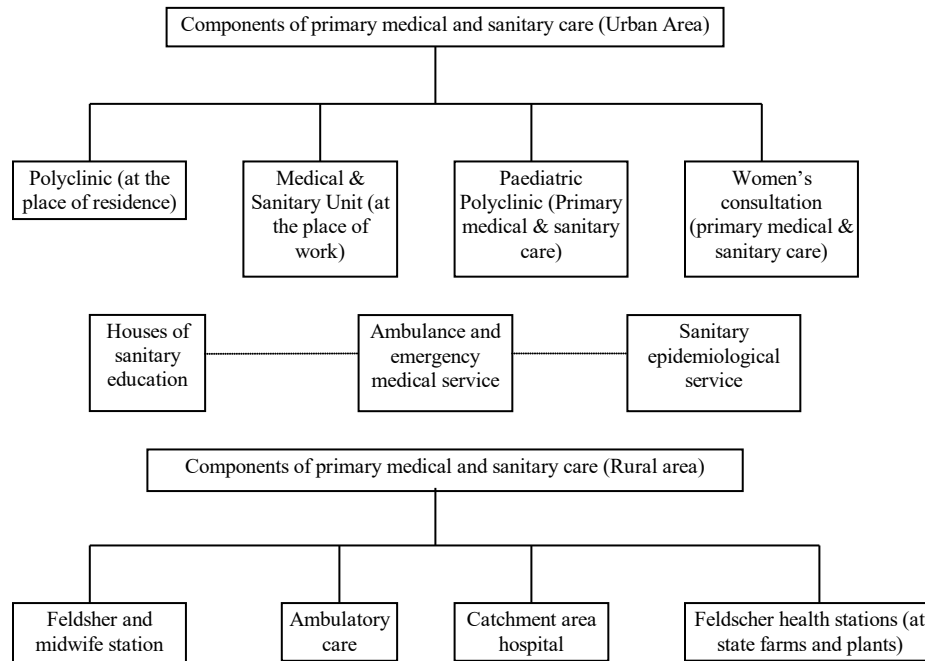 Components of primary medical and sanitary care (Urban Area)
Polyclinic (at the
place of residence)
Medical &
Sanitary Unit (at
the place of
work)
Paediatric
Polyclinic (Primary
medical & sanitary
care)
Women’s
consultation
(primary medical &
sanitary care)
Houses of
sanitary
education
Ambulance and
emergency
medical service
Sanitary
epidemiological
service
Components of primary medical and sanitary care (Rural area)
Feldsher and
midwife station
Ambulatory
care
Catchment area
hospital
Feldscher health stations (at
state farms and plants)